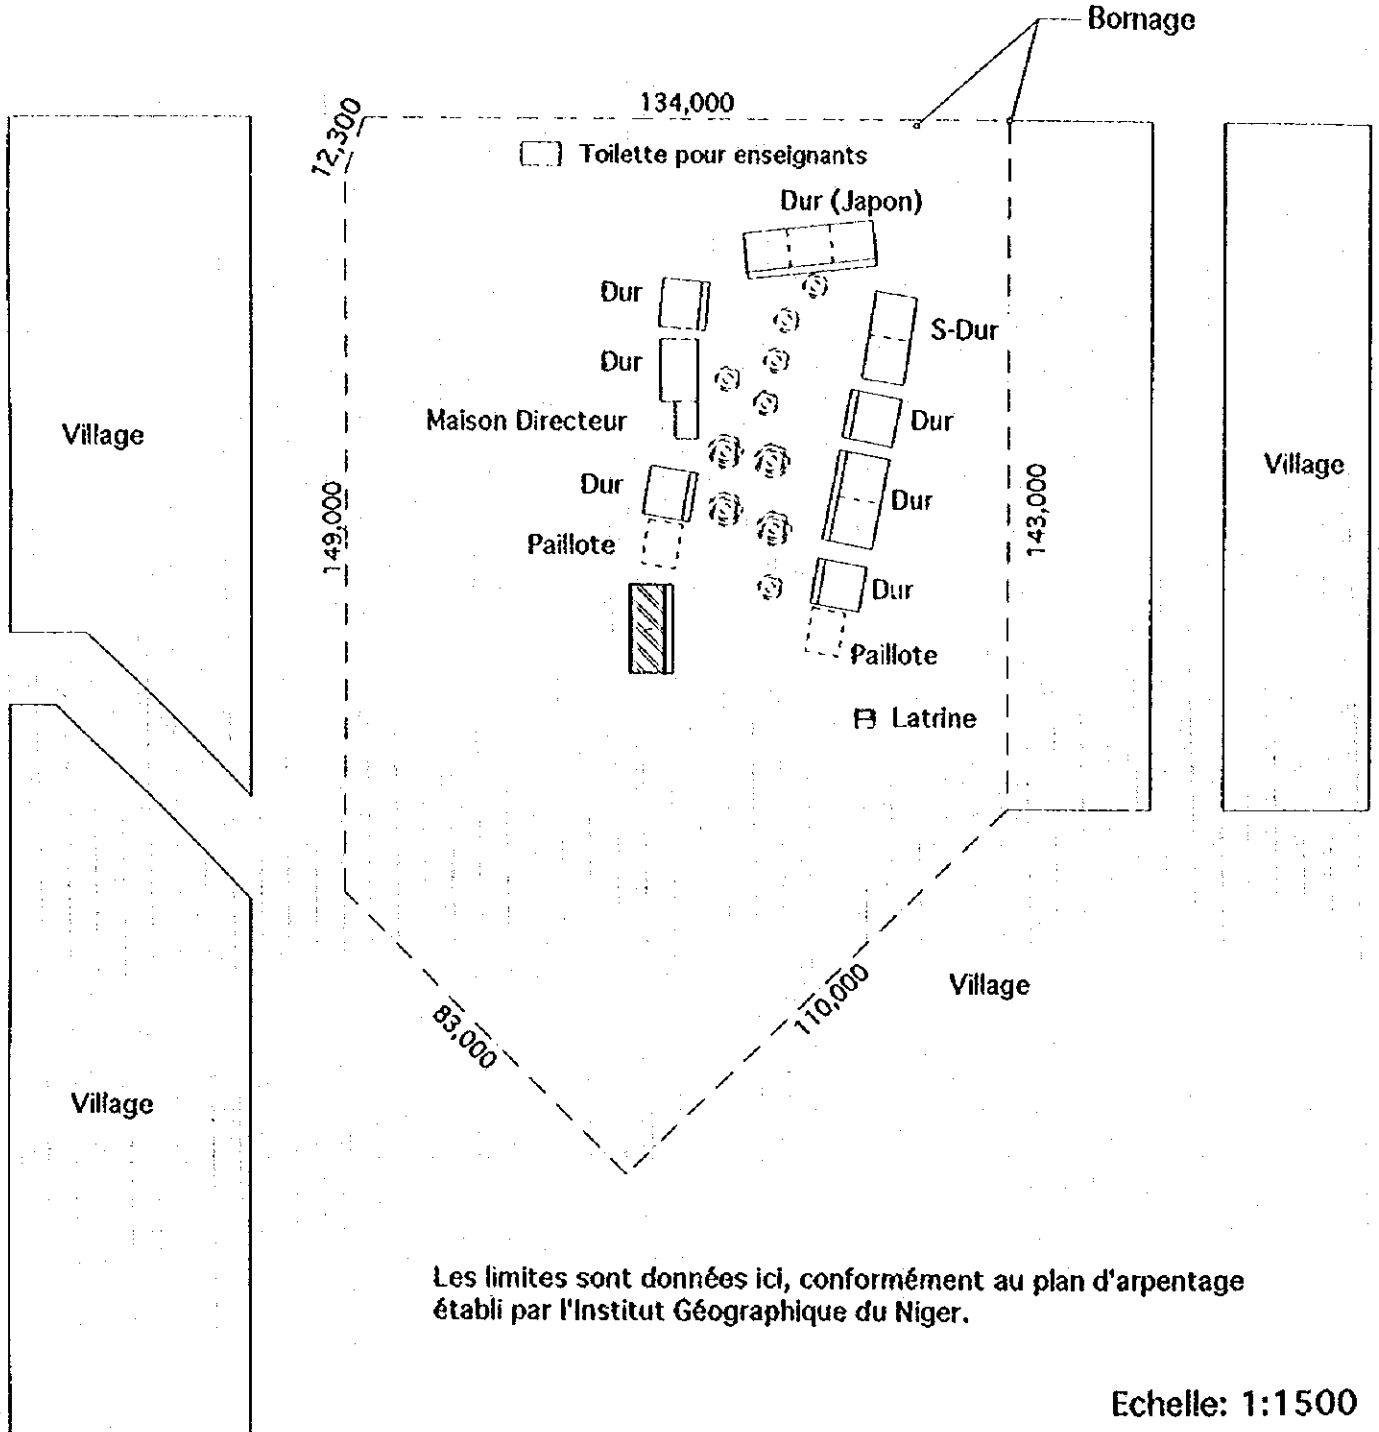 Bornage
134,000
12,300
Toilette pour enseignants
Dur (Japon)
Dur
S-Dur
Dur
Maison Directeur
Dur
Village
Village
Dur
Dur
149,000
143,000
Paillote
Dur
Paillote
Latrine
83,000
110,000
Village
Village
Les limites sont données ici, conformément au plan d'arpentage
établi par l'Institut Géographique du Niger.
Echelle: 1:1500